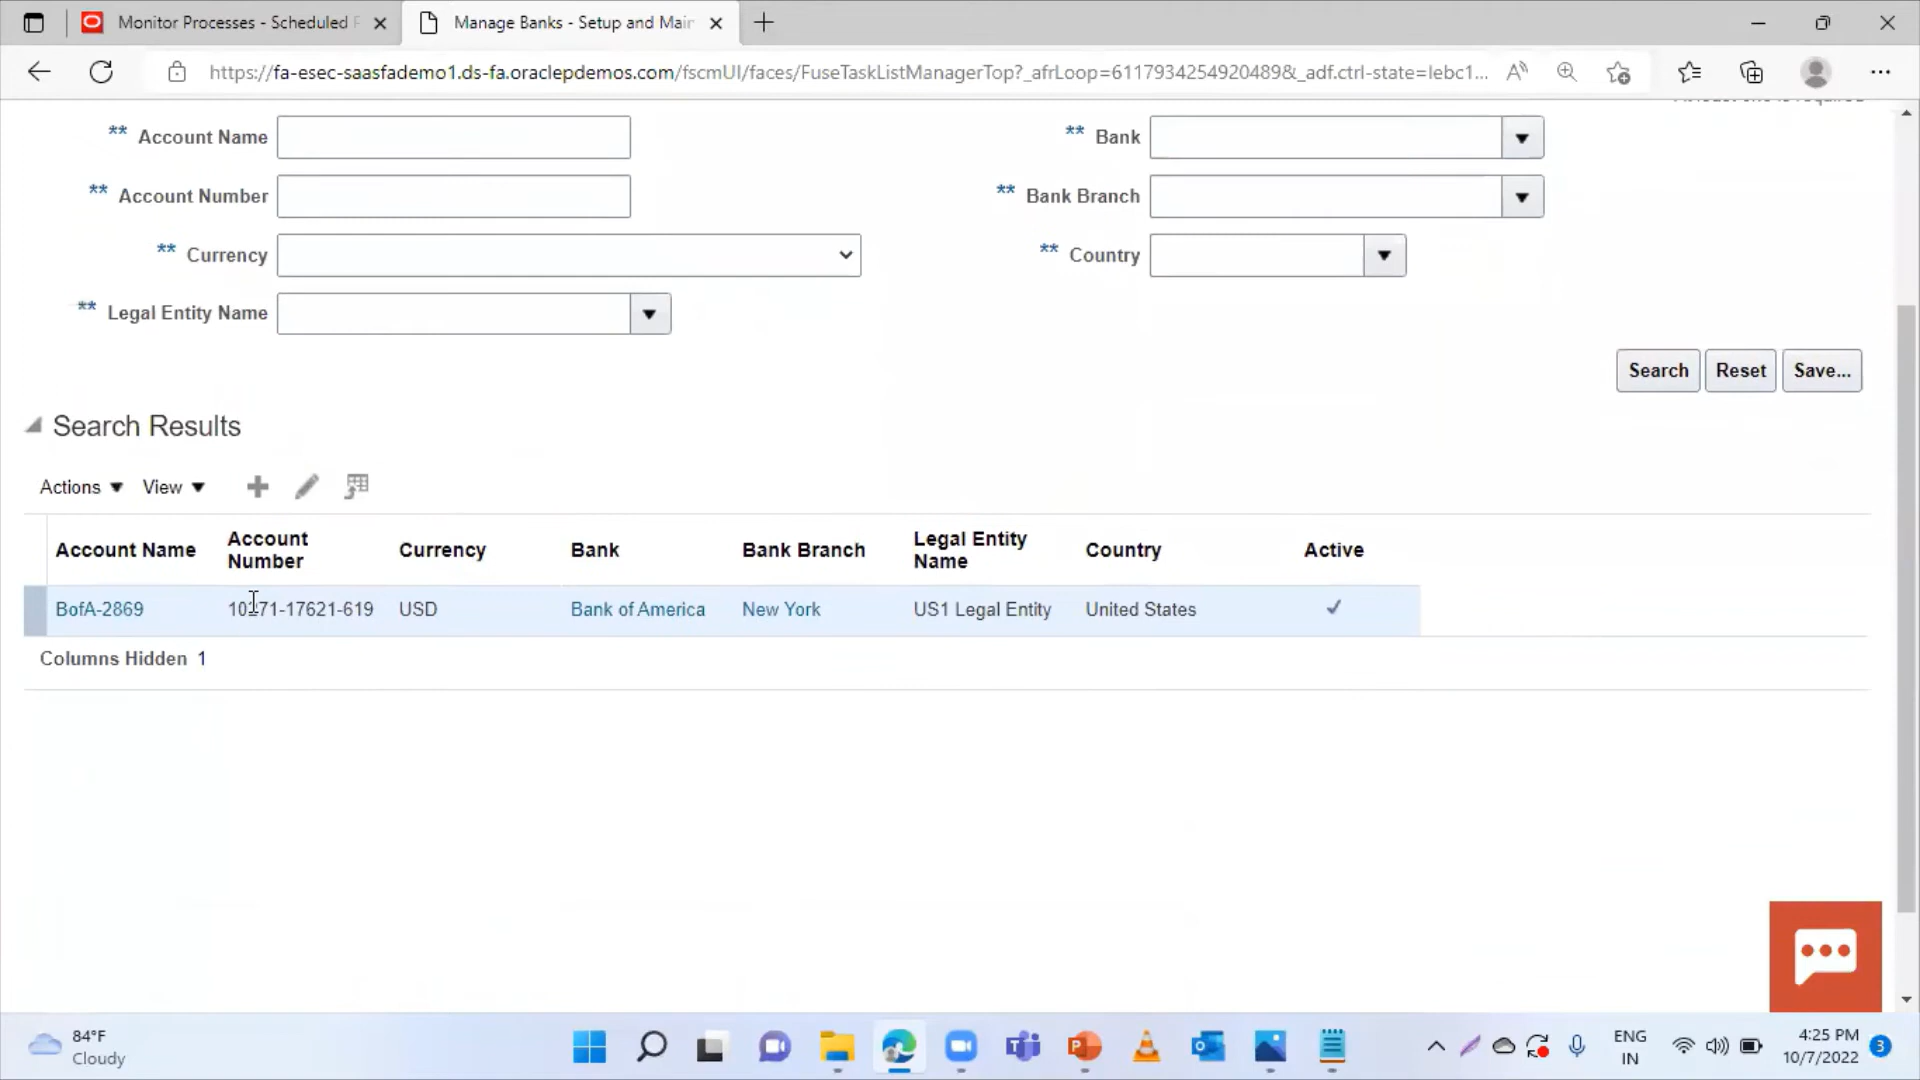 Monitor Processes - Scheduled P
Manage Banks - Setup and Main
https://fa-esec-saasfademo1.ds-fa.oraclepdemos.com/fscmUI/faces/FuseTaskListManagerTop?_afrLoop=61179342549204898&_adf.ctrl-state=lebc1...
** Account Name
** Bank
** Account Number
** Bank Branch
** Currency
** Country
** Legal Entity Name
Search Reset Save...
Search Results
Actions View
Account Name Account Number Currency Bank Bank Branch Legal Entity Name Country Active
BofA-2869 USD Bank of America New York US1 Legal Entity United States
Columns Hidden 1
84°F
Cloudy
ENG
IN
4:25 PM
10/7/2022
3